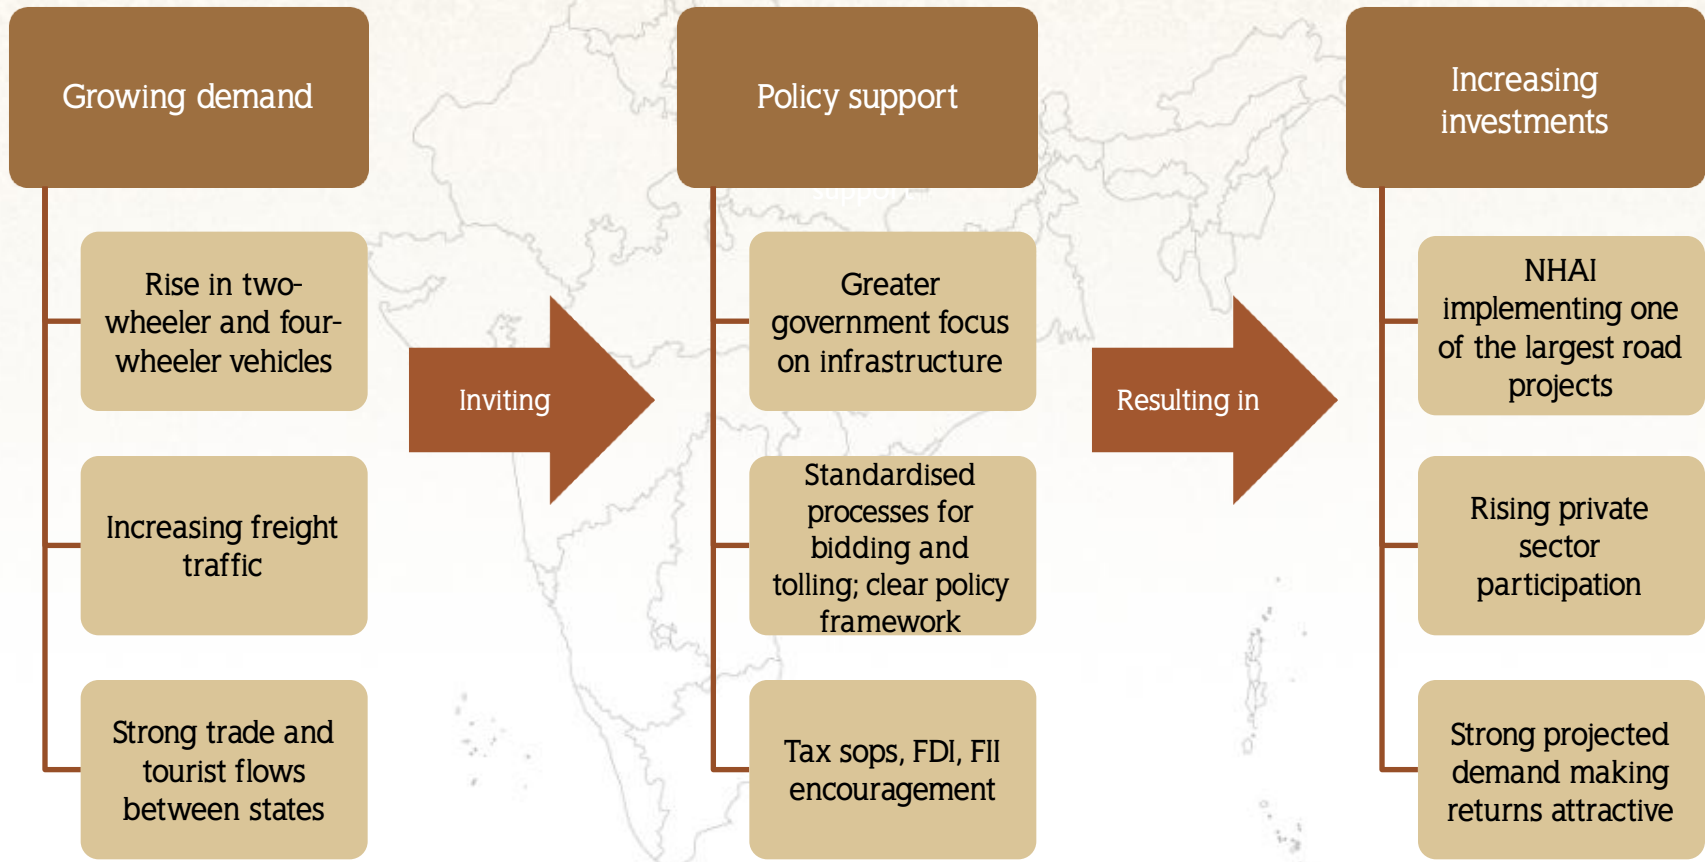 Growing demand
Rise in two-
wheeler and four-
wheeler vehicles
Increasing freight
traffic
Strong trade and
tourist flows
between states
Inviting
Policy support
support
Greater
government focus
on infrastructure
Standardised
processes for
bidding and
tolling; clear policy
framework
Tax sops, FDI, FII
encouragement
Resulting in
Increasing
investments
NHAI
implementing one
of the largest road
projects
Rising private
sector
participation
Strong projected
demand making
returns attractive